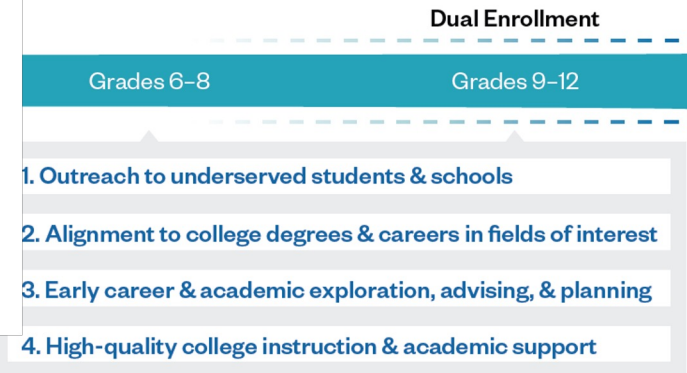 Dual Enrollment
Grades 6–8
Grades 9–12
1. Outreach to underserved students & schools
2. Alignment to college degrees & careers in fields of interest
3. Early career & academic exploration, advising, & planning
4. High-quality college instruction & academic support